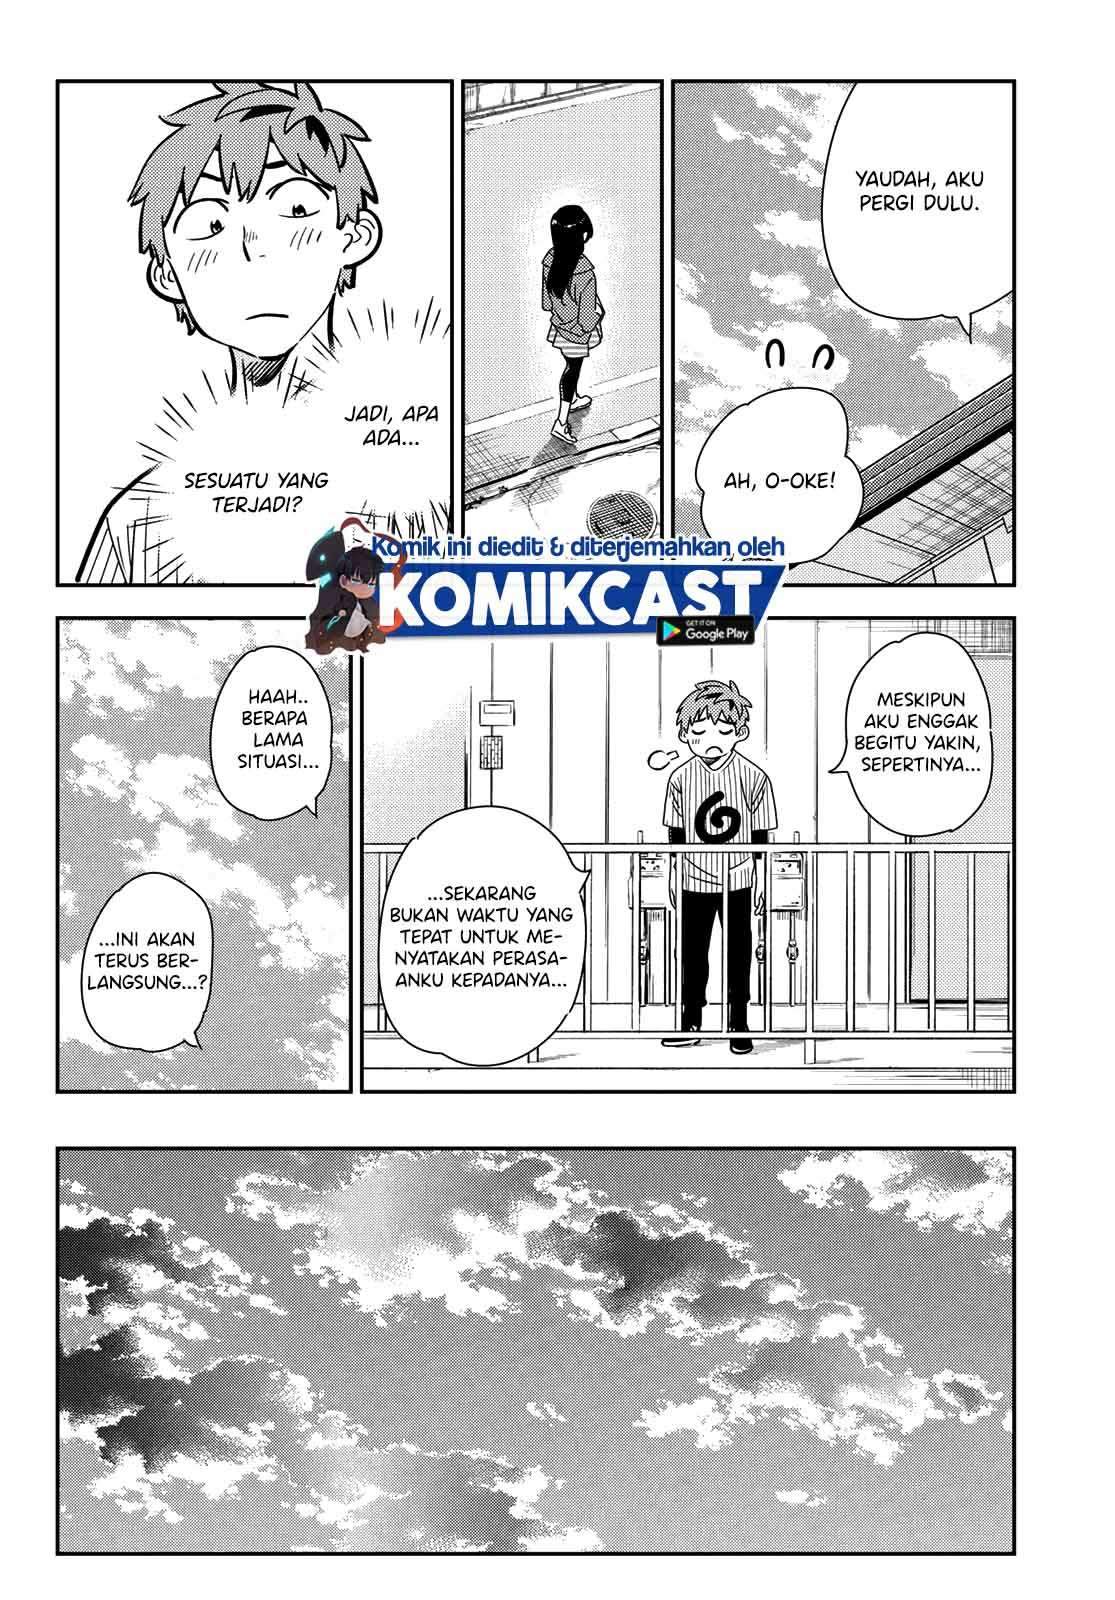 YAUDAH, AKU
PERGI DULU.
AH, O-OKE!
JADI, APA
ADA...
SESUATU YANG
TERJADI?
Komik ini diedit & diterjemahkan oleh
KOMIKCAST
GET IT ON
Google Play
MESKIPUN
AKU ENGGAK
BEGITU YAKIN,
SEPERTINYA...
...SEKARANG
BUKAN WAKTU YANG
TEPAT UNTUK ME-
NYATAKAN PERASA-
ANKU KEPADANYA...
HAAH..
BERAPA
LAMA
SITUASI...
...INI AKAN
TERUS BER-
LANGSUNG...?